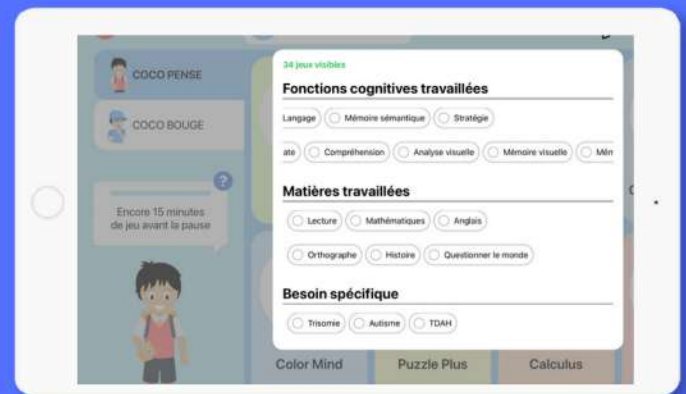 COCO PENSE
COCO BOUGE
?
Encore 15 minutes
de jeu avant la pause
34 jeux visibles
Fonctions cognitives travaillées
Langage Mémoire sémantique Stratégie
ate Compréhension Analyse visuelle Mémoire visuelle Mém
Matières travaillées
Lecture Mathématiques Anglais
Orthographe Histoire Questionner le monde
Besoin spécifique
Trisomie Autisme TDAH
Color Mind Puzzle Plus Calculus